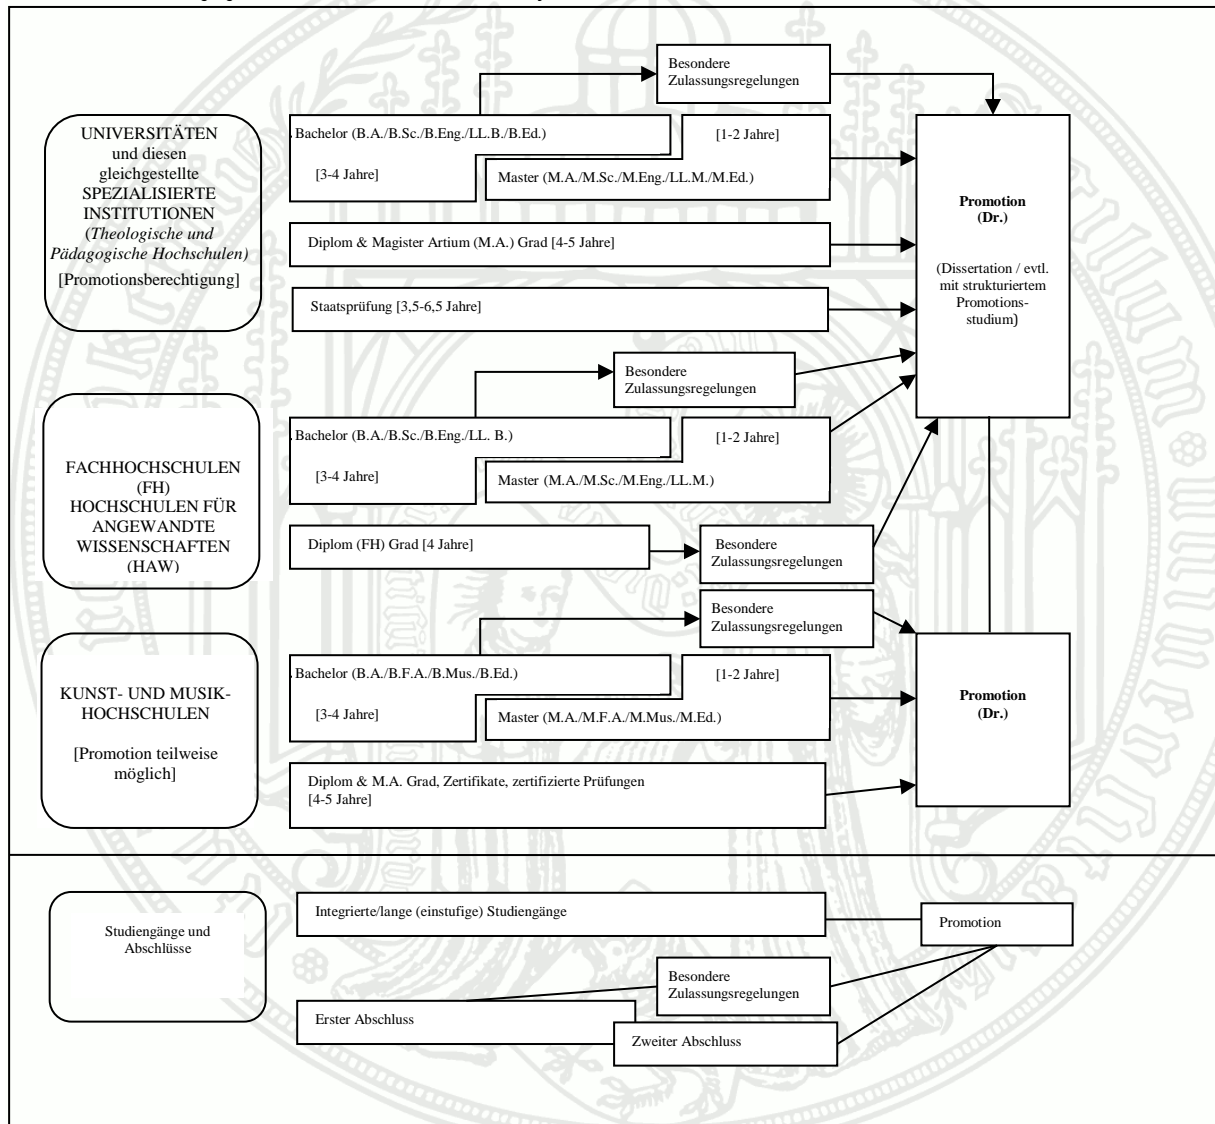 Besondere
Zulassungsregelungen
UNIVERSITÄTEN
und diesen
gleichgestellte
SPEZIALISIERTE
INSTITUTIONEN
(Theologische und
Pädagogische Hochschulen)
[Promotionsberechtigung]
Bachelor (B.A./B.Sc./B.Eng./LL.B./B.Ed.)
[1-2 Jahre]
[3-4 Jahre]
Master (M.A./M.Sc./M.Eng./LL.M./M.Ed.)
Diplom & Magister Artium (M.A.) Grad [4-5 Jahre]
Staatsprüfung [3,5-6,5 Jahre]
Promotion
(Dr.)
(Dissertation / evtl.
mit strukturiertem
Promotions-
studium)
Besondere
Zulassungsregelungen
FACHHOCHSCHULEN
(FH)
HOCHSCHULEN FÜR
ANGEWANDTE
WISSENSCHAFTEN
(HAW)
Bachelor (B.A./B.Sc./B.Eng./LL. B.)
[1-2 Jahre]
[3-4 Jahre]
Master (M.A./M.Sc./M.Eng./LL.M.)
Diplom (FH) Grad [4 Jahre]
Besondere
Zulassungsregelungen
Besondere
Zulassungsregelungen
KUNST- UND MUSIK-
HOCHSCHULEN
[Promotion teilweise
möglich]
Bachelor (B.A./B.F.A./B.Mus./B.Ed.)
[1-2 Jahre]
[3-4 Jahre]
Master (M.A./M.F.A./M.Mus./M.Ed.)
Diplom & M.A. Grad, Zertifikate, zertifizierte Prüfungen
[4-5 Jahre]
Promotion
(Dr.)
Studiengänge und
Abschlüsse
Integrierte/lange (einstufige) Studiengänge
Promotion
Besondere
Zulassungsregelungen
Erster Abschluss
Zweiter Abschluss